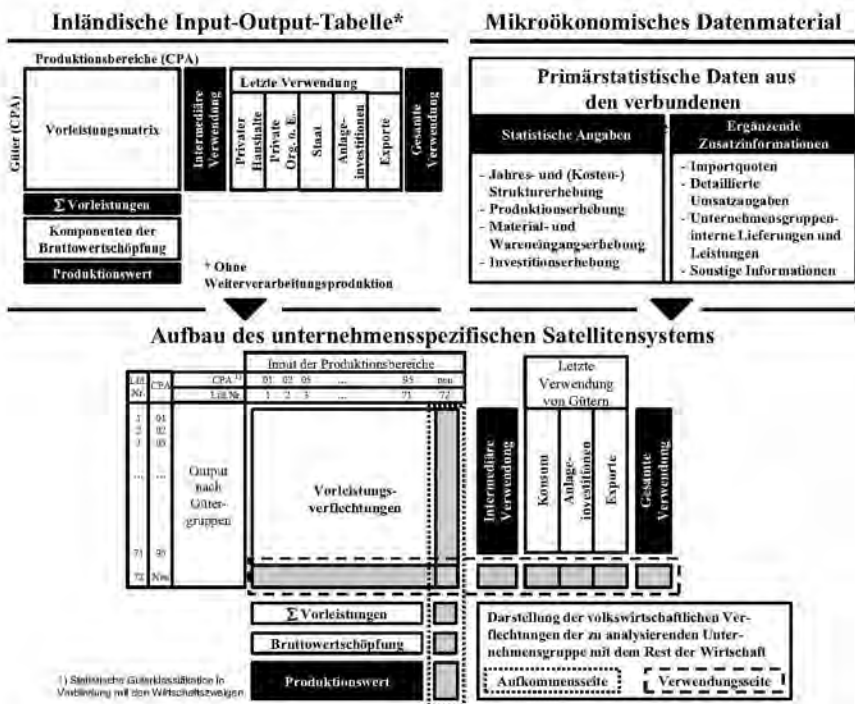 Inländische Input-Output-Tabelle*
Produktionsbereiche (CPA)
Güter (CPA)
Vorleistungsmatrix
Intermediäre
Verwendung
Letzte Verwendung
Privater
Haushalte
Private
Org. o. E.
Staat
Anlage-
investitionen
Exporte
Gesamte
Verwendung
Σ Vorleistungen
Komponenten der
Bruttowertschöpfung
Produktionswert
* Ohne
Weiterverarbeitungsproduktion
Mikroökonomisches Datenmaterial
Primärstatistische Daten aus
den verbundenen
Statistische Angaben
- Jahres- und (Kosten-)
Strukturerhebung
- Produktionserhebung
- Material- und
Wareneingangserhebung
- Investitionserhebung
Ergänzende
Zusatzinformationen
- Importquoten
- Detaillierte
Umsatzangaben
- Unternehmensgruppen-
interne Lieferungen und
Leistungen
- Sonstige Informationen
Aufbau des unternehmensspezifischen Satellitensystems
Input der Produktionsbereiche
Lfd. Nr.
CPA
CPA 1) 01 02 05 ... 95 neu
Lfd.Nr. 1 2 3 ... 71 72
1 01
2 02
3 05
... ...
71 95
72 Neu
Output
nach
Güter-
gruppen
Vorleistungs-
verflechtungen
Intermediäre
Verwendung
Letzte
Verwendung
von Gütern
Konsum
Anlage-
investitionen
Exporte
Gesamte
Verwendung
Σ Vorleistungen
Bruttowertschöpfung
Produktionswert
Darstellung der volkswirtschaftlichen Ver-
flechtungen der zu analysierenden Unter-
nehmensgruppe mit dem Rest der Wirtschaft
Aufkommensseite
Verwendungsseite
1) Statistische Güterklassifikation in
Verbindung mit den Wirtschaftszweigen